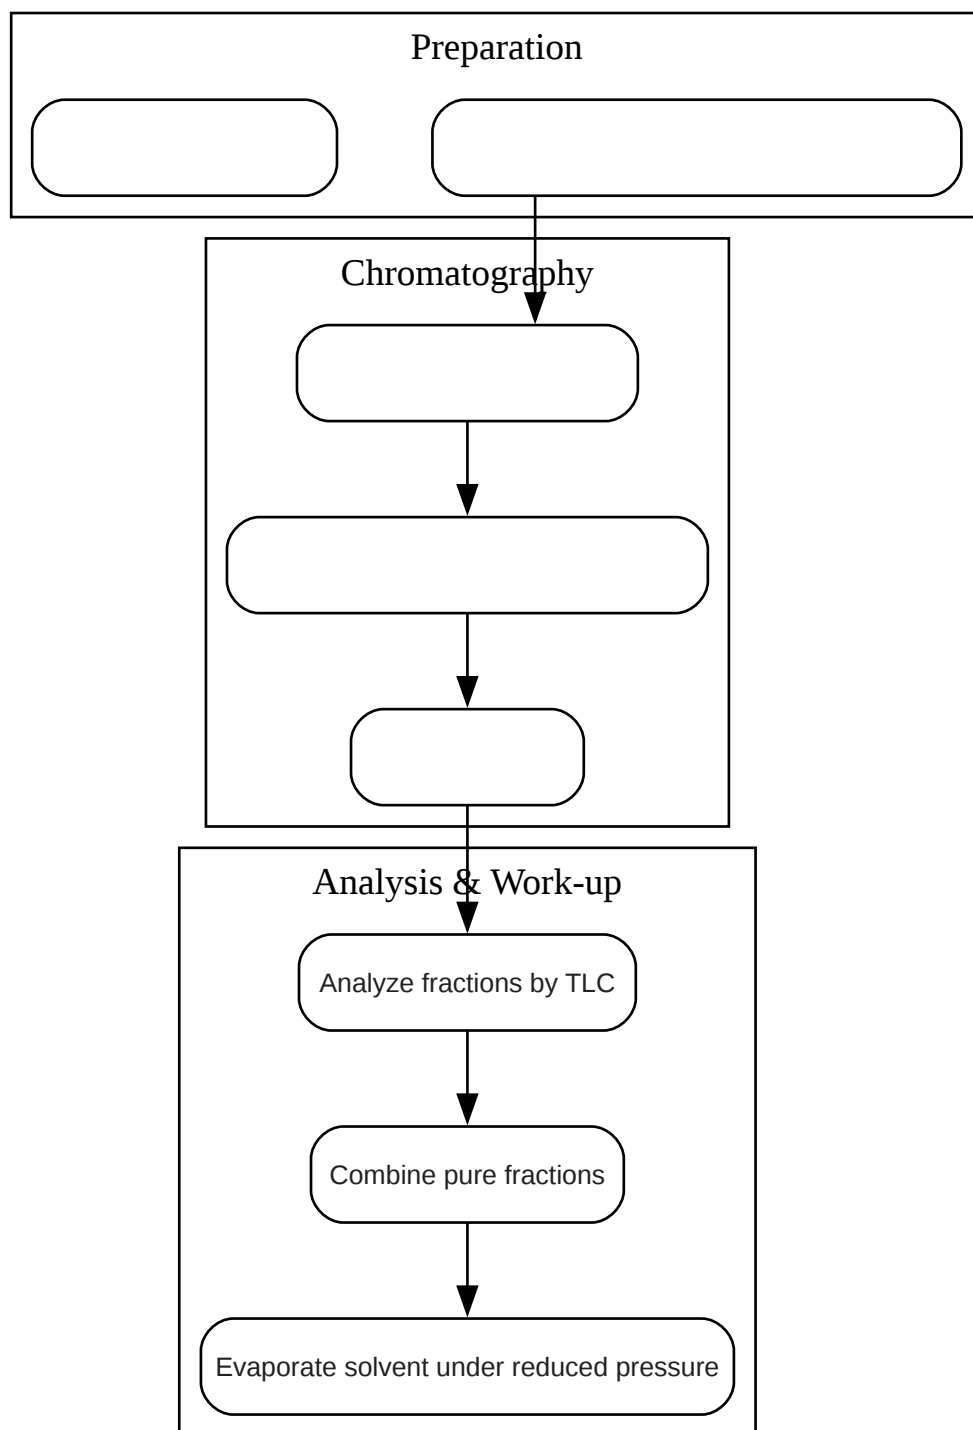 Preparation
Chromatography
Analysis & Work-up
Analyze fractions by TLC
Combine pure fractions
Evaporate solvent under reduced pressure